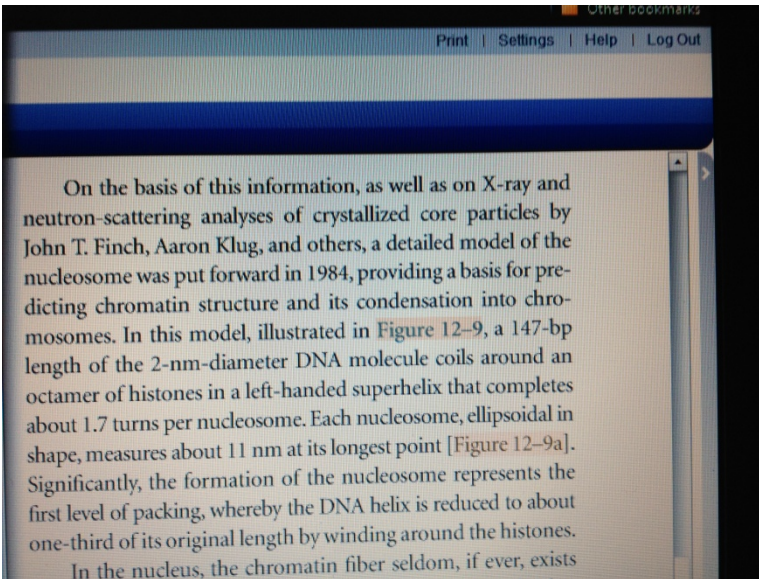 Other bookmarks
Print | Settings | Help | Log Out
On the basis of this information, as well as on X-ray and
neutron-scattering analyses of crystallized core particles by
John T. Finch, Aaron Klug, and others, a detailed model of the
nucleosome was put forward in 1984, providing a basis for pre-
dicting chromatin structure and its condensation into chro-
mosomes. In this model, illustrated in Figure 12–9, a 147-bp
length of the 2-nm-diameter DNA molecule coils around an
octamer of histones in a left-handed superhelix that completes
about 1.7 turns per nucleosome. Each nucleosome, ellipsoidal in
shape, measures about 11 nm at its longest point [Figure 12–9a].
Significantly, the formation of the nucleosome represents the
first level of packing, whereby the DNA helix is reduced to about
one-third of its original length by winding around the histones.
In the nucleus, the chromatin fiber seldom, if ever, exists